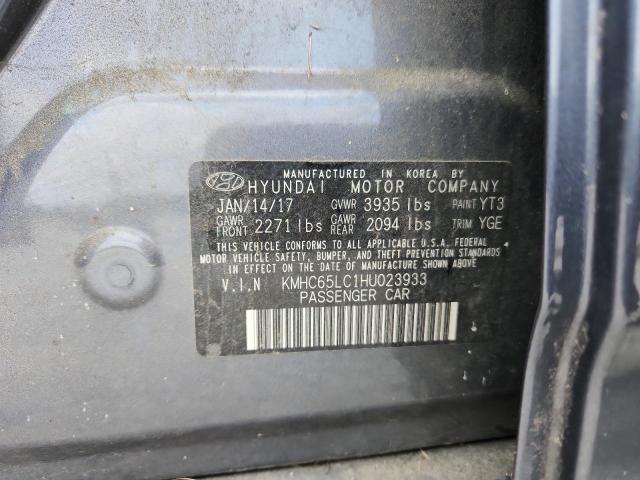 MANUFACTURED IN KOREA BY
HYUNDAI MOTOR COMPANY
JAN/14/17 GVWR 3935 lbs PAINT YT3
GAWR FRONT 2271 lbs GAWR REAR 2094 lbs TRIM YGE
THIS VEHICLE CONFORMS TO ALL APPLICABLE U.S.A. FEDERAL
MOTOR VEHICLE SAFETY, BUMPER, AND THEFT PREVENTION STANDARDS
IN EFFECT ON THE DATE OF MANUFACTURE SHOWN ABOVE.
V.I.N KMHC65LC1HU023933
PASSENGER CAR